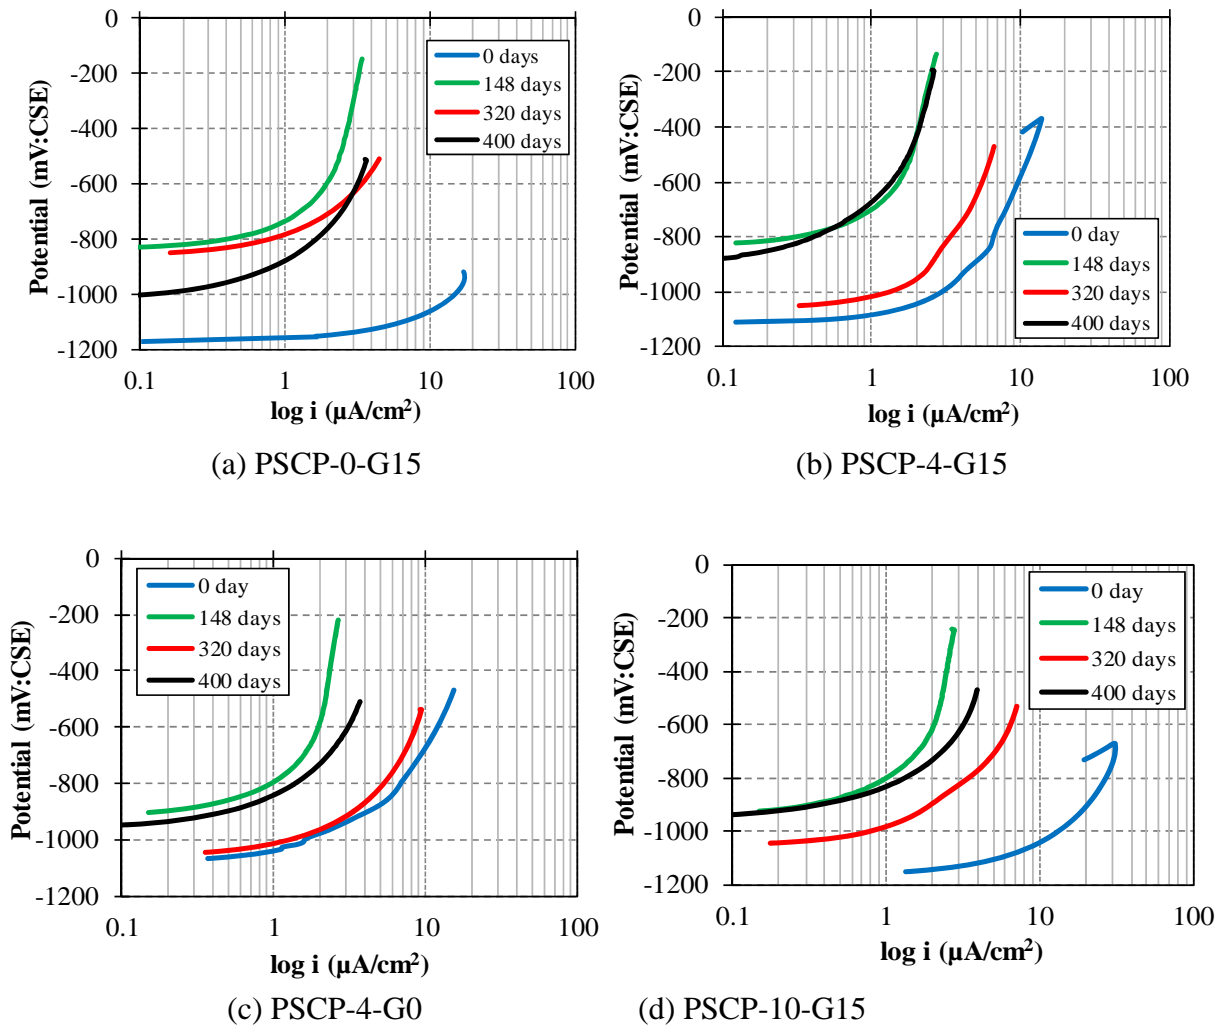 0
-200
-400
-600
-800
-1000
-1200
0.1 1 10 100
Potential (mV:CSE)
log i (µA/cm²)
0 days
148 days
320 days
400 days
(a) PSCP-0-G15
0
-200
-400
-600
-800
-1000
-1200
0.1 1 10 100
Potential (mV:CSE)
log i (µA/cm²)
0 day
148 days
320 days
400 days
(b) PSCP-4-G15
0
-200
-400
-600
-800
-1000
-1200
0.1 1 10 100
Potential (mV:CSE)
log i (µA/cm²)
0 day
148 days
320 days
400 days
(c) PSCP-4-G0
0
-200
-400
-600
-800
-1000
-1200
0.1 1 10 100
Potential (mV:CSE)
log i (µA/cm²)
0 day
148 days
320 days
400 days
(d) PSCP-10-G15